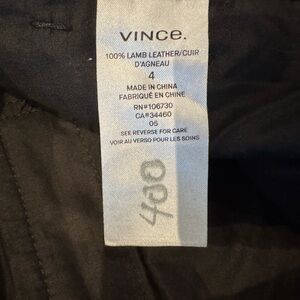 VINCE.
100% LAMB LEATHER/CUIR
D'AGNEAU
4
MADE IN CHINA
FABRIQUÉ EN CHINE
RN#106730
CA#34460
05
SEE REVERSE FOR CARE
VOIR AU VERSO POUR LES SOINS
400